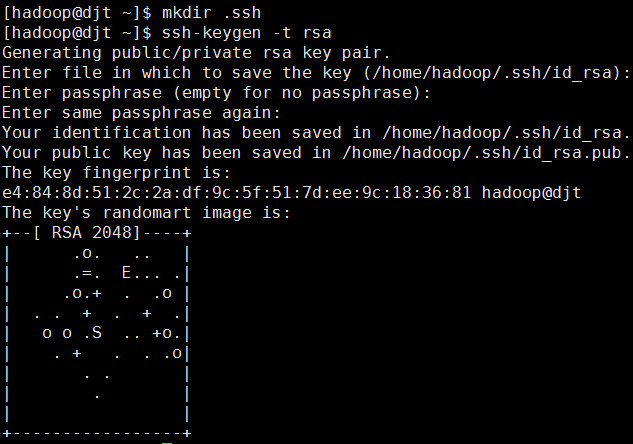 [hadoop@djt ~]$ mkdir .ssh
[hadoop@djt ~]$ ssh-keygen -t rsa
Generating public/private rsa key pair.
Enter file in which to save the key (/home/hadoop/.ssh/id_rsa):
Enter passphrase (empty for no passphrase):
Enter same passphrase again:
Your identification has been saved in /home/hadoop/.ssh/id_rsa.
Your public key has been saved in /home/hadoop/.ssh/id_rsa.pub.
The key fingerprint is:
e4:84:8d:51:2c:2a:df:9c:5f:51:7d:ee:9c:18:36:81 hadoop@djt
The key's randomart image is:
+--[ RSA 2048]----+
|      .o.   ..   |
|      .=.  E... .|
|     .o.+  .  .o |
|  . .  +  .  +  .|
|   o o .S  .. +o.|
|    . +   .  . .o|
|       . .       |
|        .        |
|                 |
+-----------------+